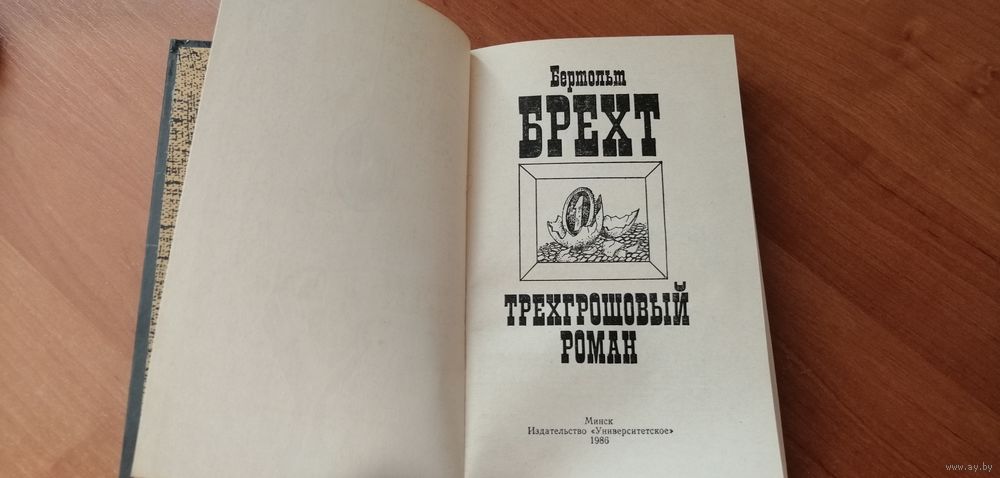 Бертольт
БРЕХТ
ТРЕХГРОШОВЫЙ
РОМАН
Минск
Издательство «Университетское»
1986
www.ay.by